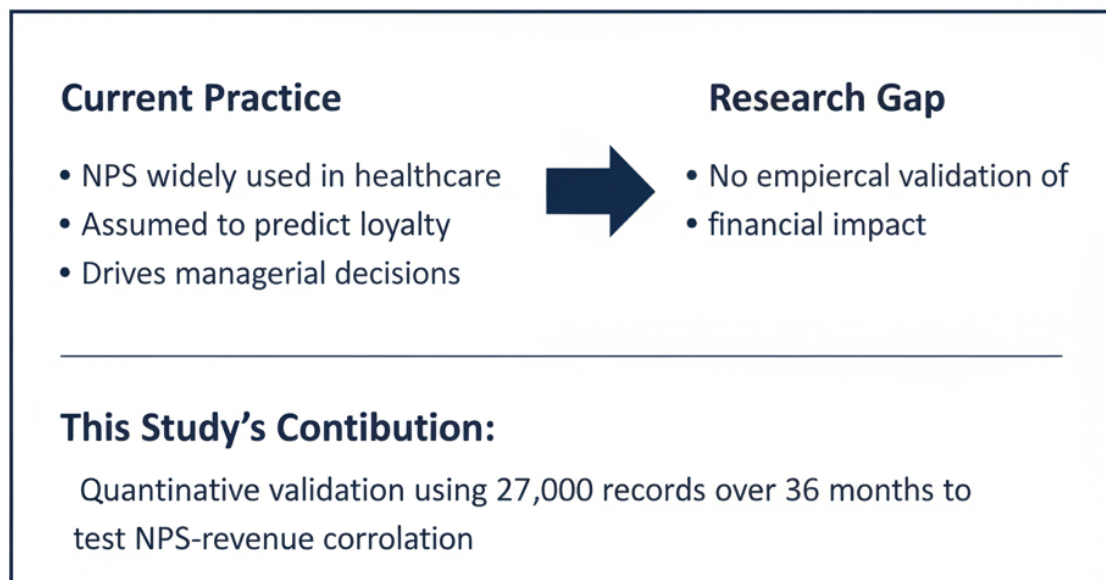 Current Practice
• NPS widely used in healthcare
• Assumed to predict loyalty
• Drives managerial decisions
Research Gap
• No empiercal validation of
• financial impact
This Study’s Contibution:
Quantinative validation using 27,000 records over 36 months to
test NPS-revenue corrolation